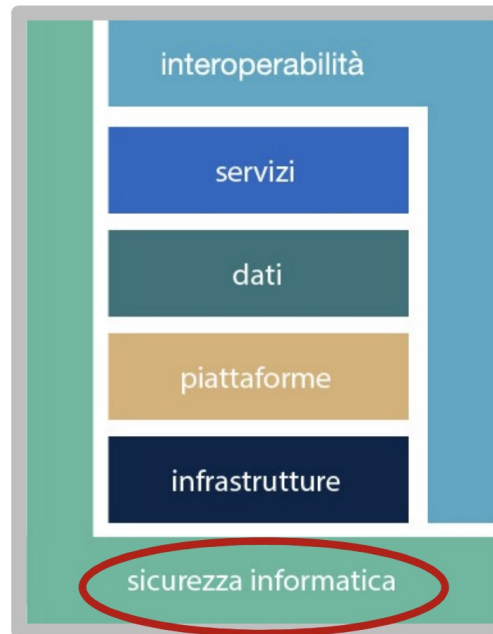 interoperabilità
servizi
dati
piattaforme
infrastrutture
sicurezza informatica